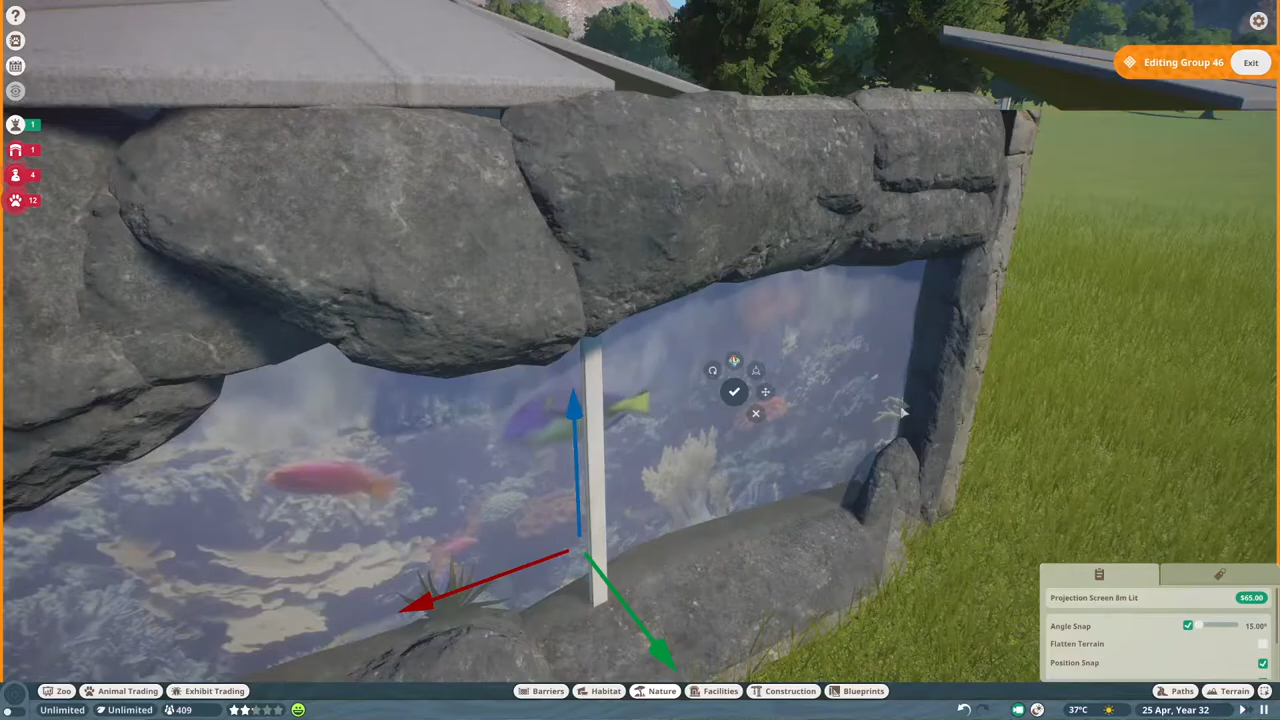 ?
Editing Group 46
Exit
1
1
4
12
Projection Screen 8m Lit
$65.00
Angle Snap
15.00°
Flatten Terrain
Position Snap
Zoo
Animal Trading
Exhibit Trading
Barriers
Habitat
Nature
Facilities
Construction
Blueprints
Paths
Terrain
Unlimited
Unlimited
409
37°C
25 Apr, Year 32